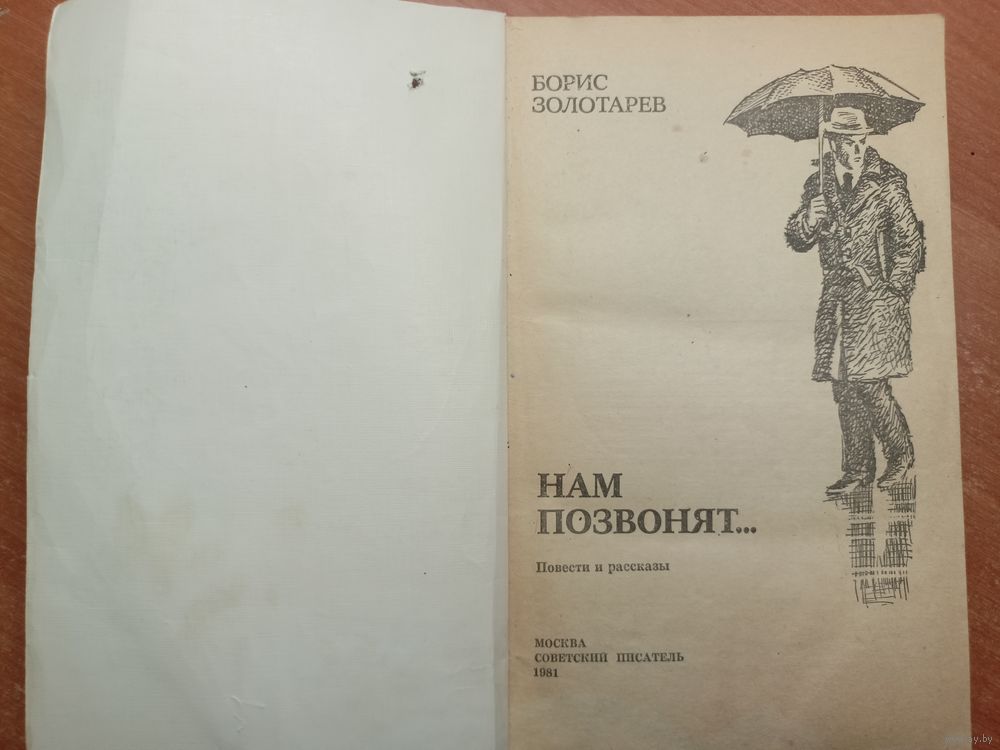 БОРИС
ЗОЛОТАРЕВ
НАМ
ПОЗВОНЯТ...
Повести и рассказы
МОСКВА
СОВЕТСКИЙ ПИСАТЕЛЬ
1981